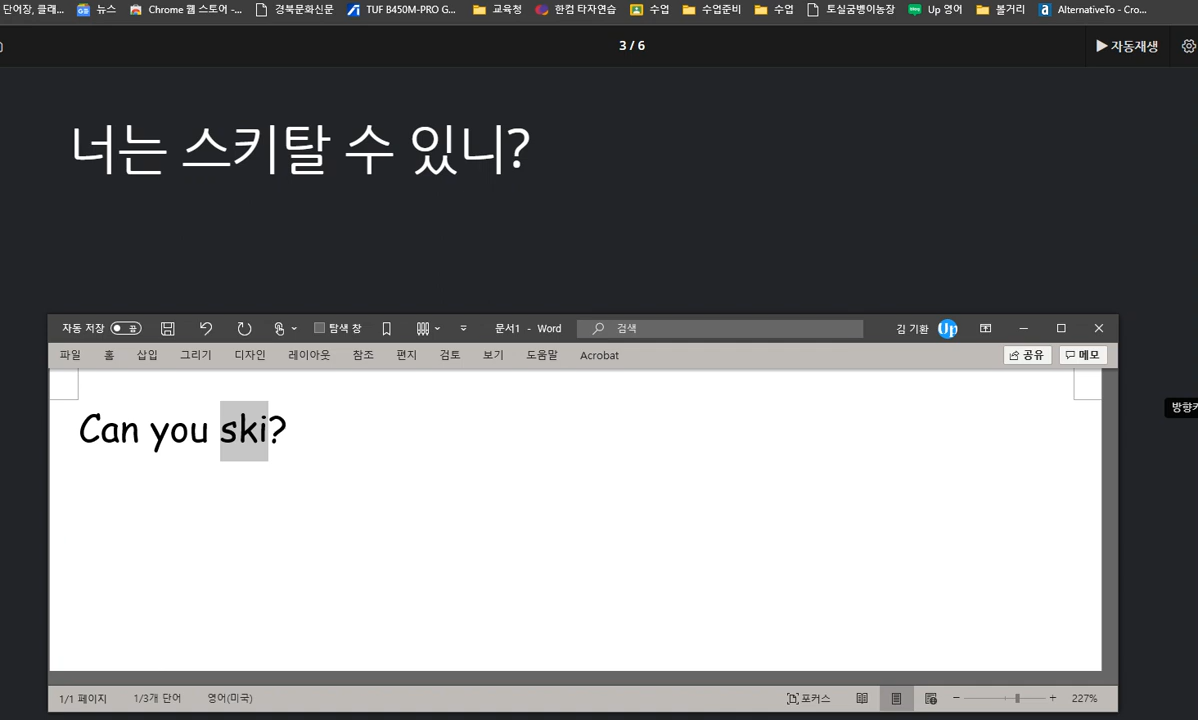 단어장, 클래... 뉴스 Chrome 웹 스토어 -... 경북문화신문 TUF B450M-PRO G... 교육청 한컴 타자연습 수업 수업준비 수업 토실굼벵이농장 Up 영어 볼거리 AlternativeTo - Cro...
3 / 6 ▶ 자동재생
너는 스키탈 수 있니?
자동 저장 끔 탐색 창 문서1 - Word 검색 김 기환 Up
파일 홈 삽입 그리기 디자인 레이아웃 참조 편지 검토 보기 도움말 Acrobat 공유 메모
방향키
Can you ski?
1/1 페이지 1/3개 단어 영어(미국) 포커스 227%